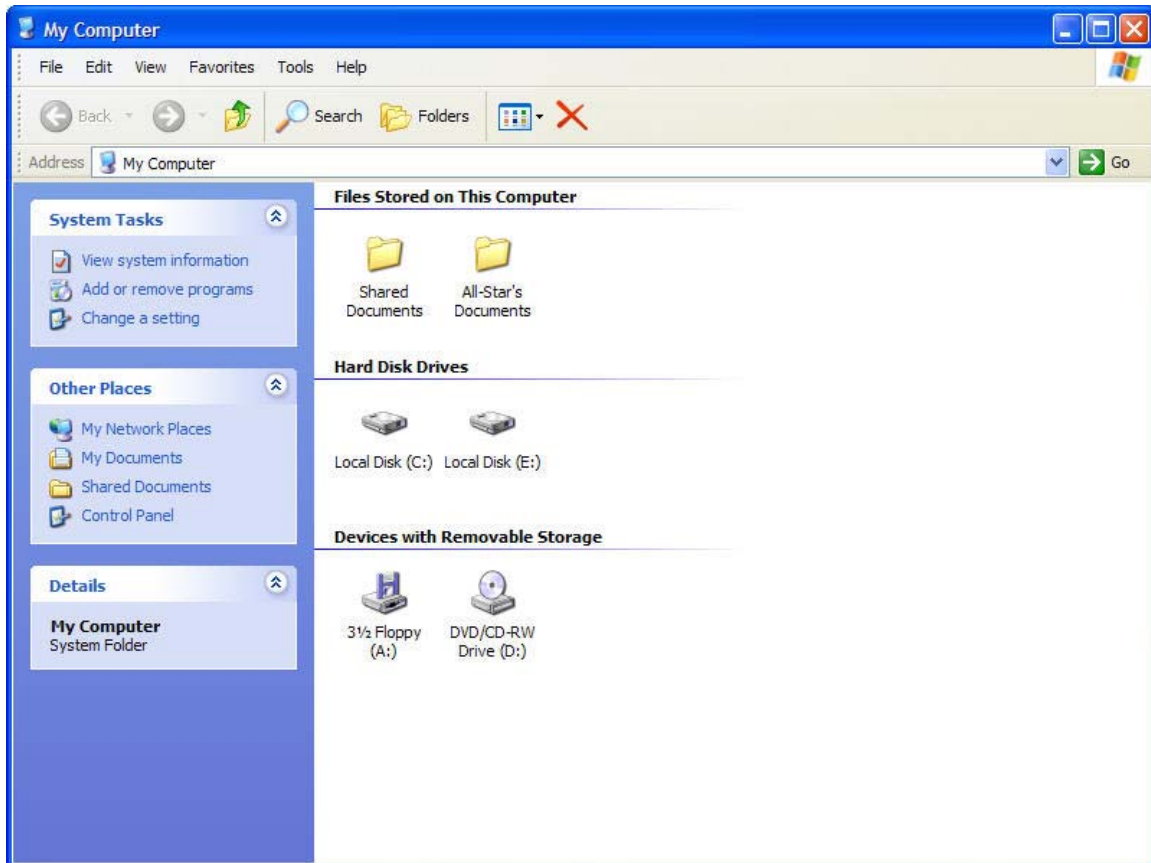 My Computer
File Edit View Favorites Tools Help
Back Search Folders
Address My Computer Go
System Tasks
View system information
Add or remove programs
Change a setting
Other Places
My Network Places
My Documents
Shared Documents
Control Panel
Details
My Computer
System Folder
Files Stored on This Computer
Shared Documents
All-Star's Documents
Hard Disk Drives
Local Disk (C:) Local Disk (E:)
Devices with Removable Storage
3½ Floppy (A:)
DVD/CD-RW Drive (D:)